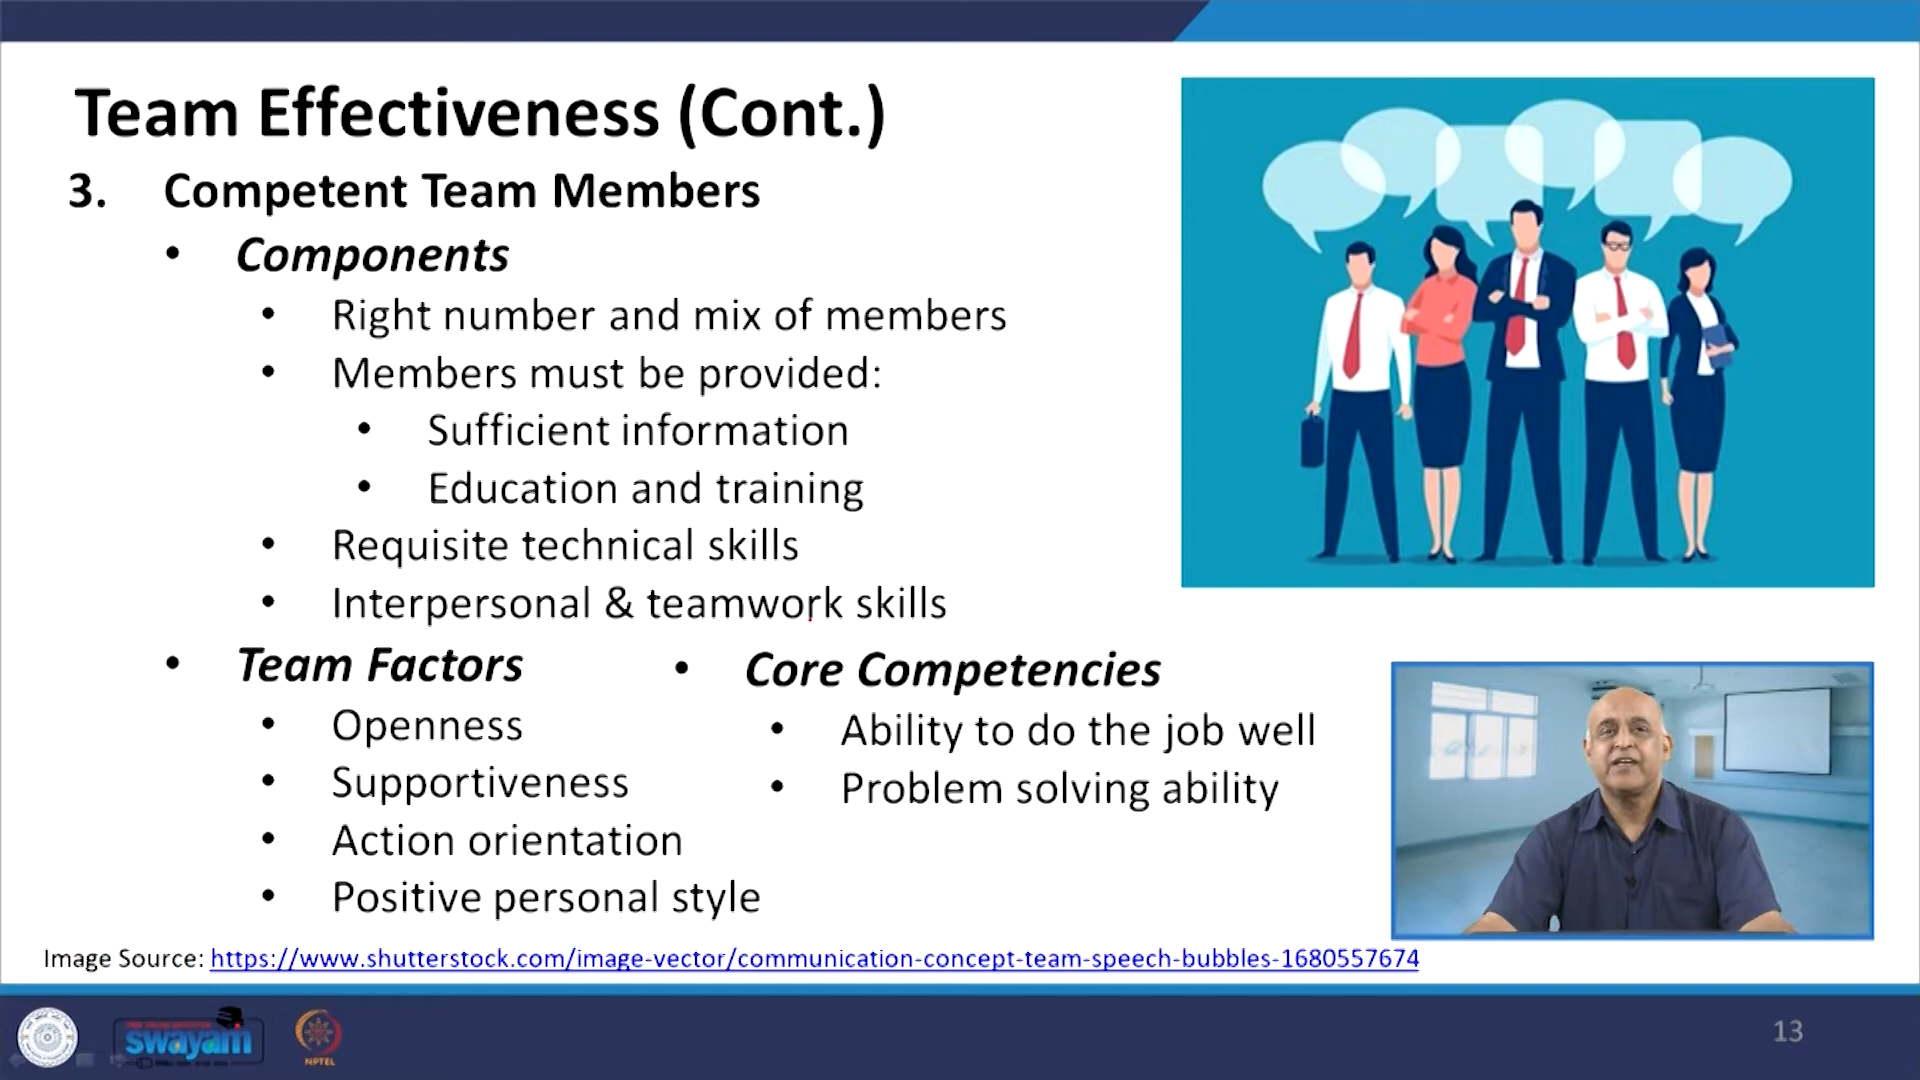 Team Effectiveness (Cont.)
3. Competent Team Members
• Components
• Right number and mix of members
• Members must be provided:
• Sufficient information
• Education and training
• Requisite technical skills
• Interpersonal & teamwork skills
• Team Factors
• Openness
• Supportiveness
• Action orientation
• Positive personal style
• Core Competencies
• Ability to do the job well
• Problem solving ability
Image Source: https://www.shutterstock.com/image-vector/communication-concept-team-speech-bubbles-1680557674
swayam
NPTEL
13